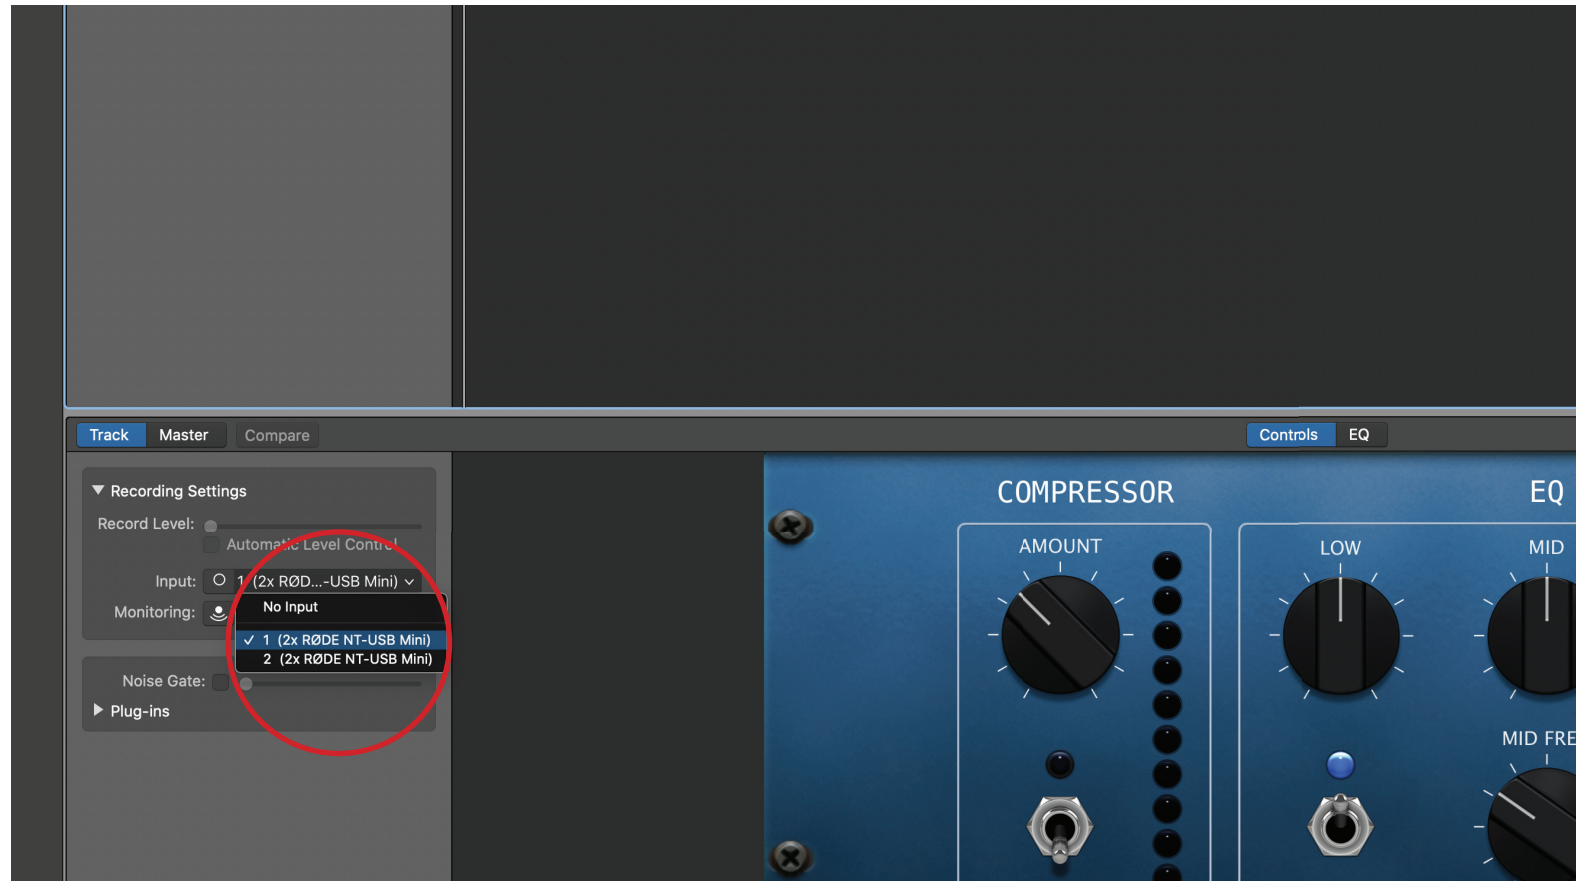 Track Master Compare
Controls EQ
Recording Settings
Record Level:
Automatic Level Control
Input: 1 (2x RØD...-USB Mini)
Monitoring:
No Input
✓ 1 (2x RØDE NT-USB Mini)
2 (2x RØDE NT-USB Mini)
Noise Gate:
Plug-ins
COMPRESSOR
AMOUNT
EQ
LOW
MID
MID FRE